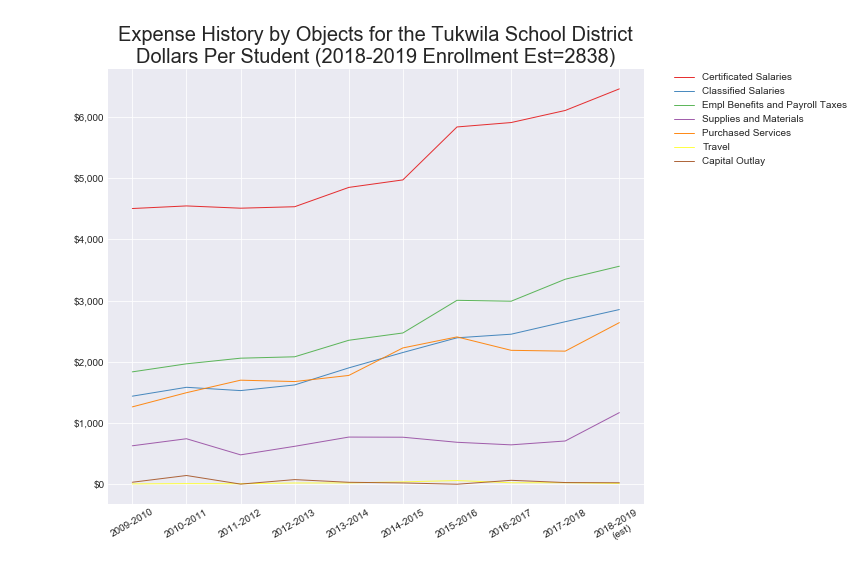 Expense History by Objects for the Tukwila School District
Dollars Per Student (2018-2019 Enrollment Est=2838)
Certificated Salaries
Classified Salaries
Empl Benefits and Payroll Taxes
Supplies and Materials
Purchased Services
Travel
Capital Outlay
$6,000
$5,000
$4,000
$3,000
$2,000
$1,000
$0
2009-2010
2010-2011
2011-2012
2012-2013
2013-2014
2014-2015
2015-2016
2016-2017
2017-2018
2018-2019
(est)